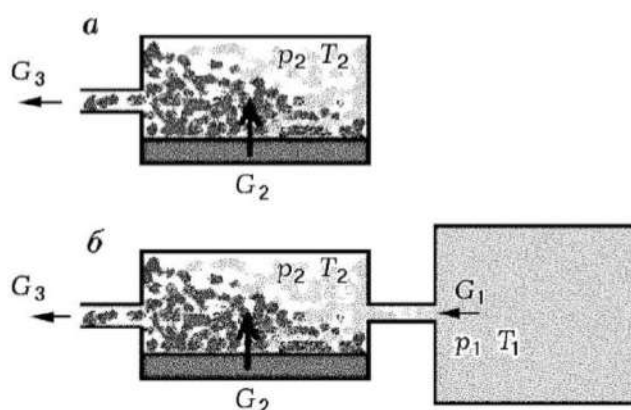 а
p₂ T₂
G₃
G₂
б
p₂ T₂
G₃
G₁
p₁ T₁
G₂